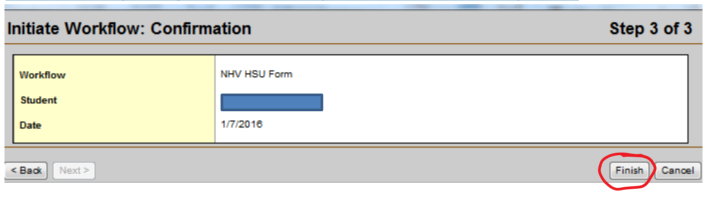 Initiate Workflow: Confirmation Step 3 of 3
Workflow NHV HSU Form
Student
Date 1/7/2016
< Back Next > Finish Cancel